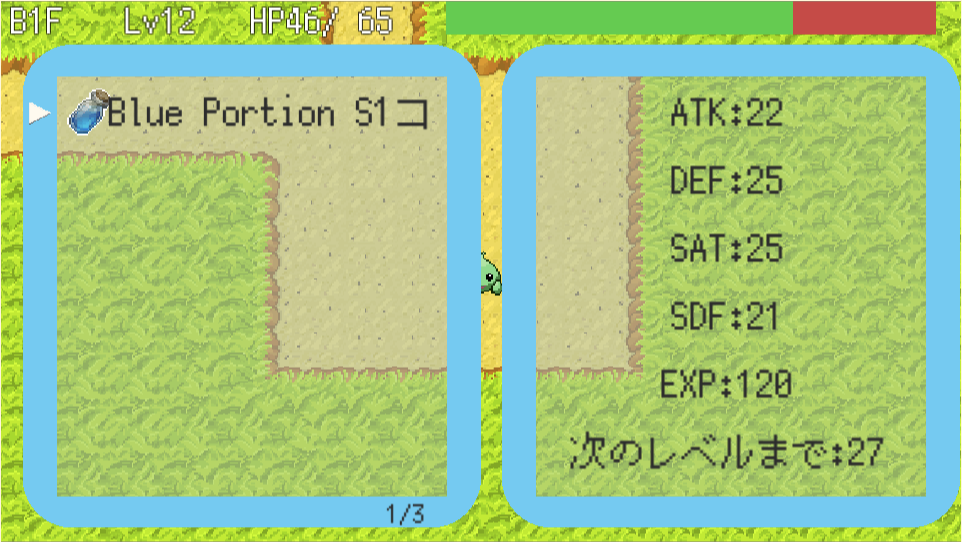 B1F Lv12 HP46/ 65
Blue Portion S1コ
1/3
ATK:22
DEF:25
SAT:25
SDF:21
EXP:120
次のレベルまで:27